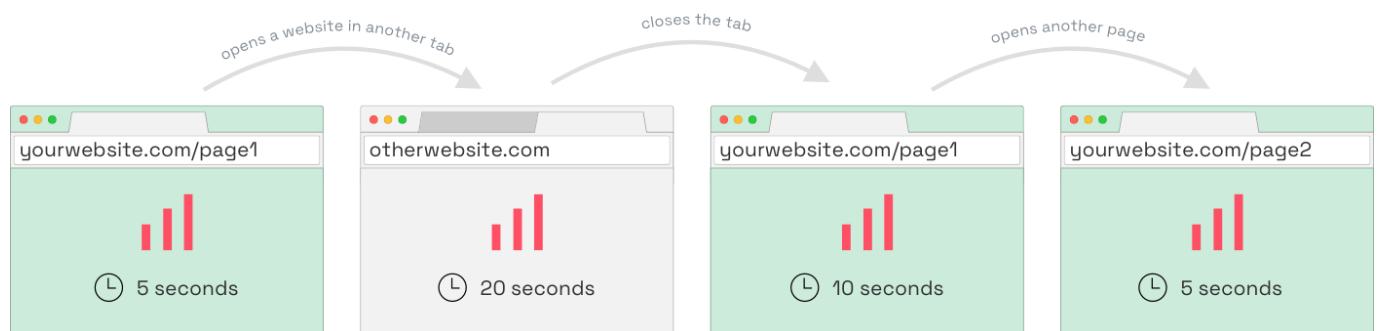 opens a website in another tab
closes the tab
opens another page
yourwebsite.com/page1
otherwebsite.com
yourwebsite.com/page1
yourwebsite.com/page2
5 seconds
20 seconds
10 seconds
5 seconds